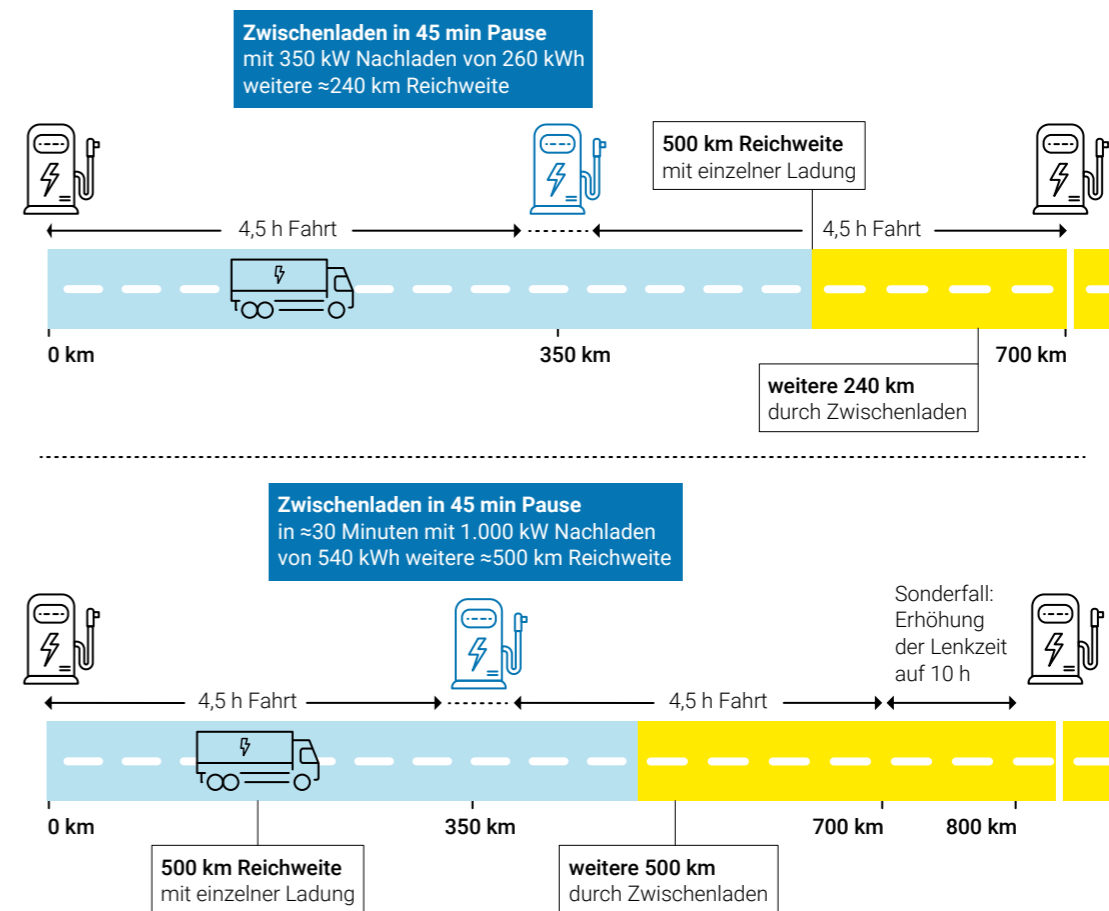 Zwischenladen in 45 min Pause
mit 350 kW Nachladen von 260 kWh
weitere ≈240 km Reichweite
500 km Reichweite
mit einzelner Ladung
4,5 h Fahrt
4,5 h Fahrt
0 km
350 km
700 km
weitere 240 km
durch Zwischenladen
Zwischenladen in 45 min Pause
in ≈30 Minuten mit 1.000 kW Nachladen
von 540 kWh weitere ≈500 km Reichweite
Sonderfall:
Erhöhung
der Lenkzeit
auf 10 h
4,5 h Fahrt
4,5 h Fahrt
0 km
350 km
700 km
800 km
500 km Reichweite
mit einzelner Ladung
weitere 500 km
durch Zwischenladen